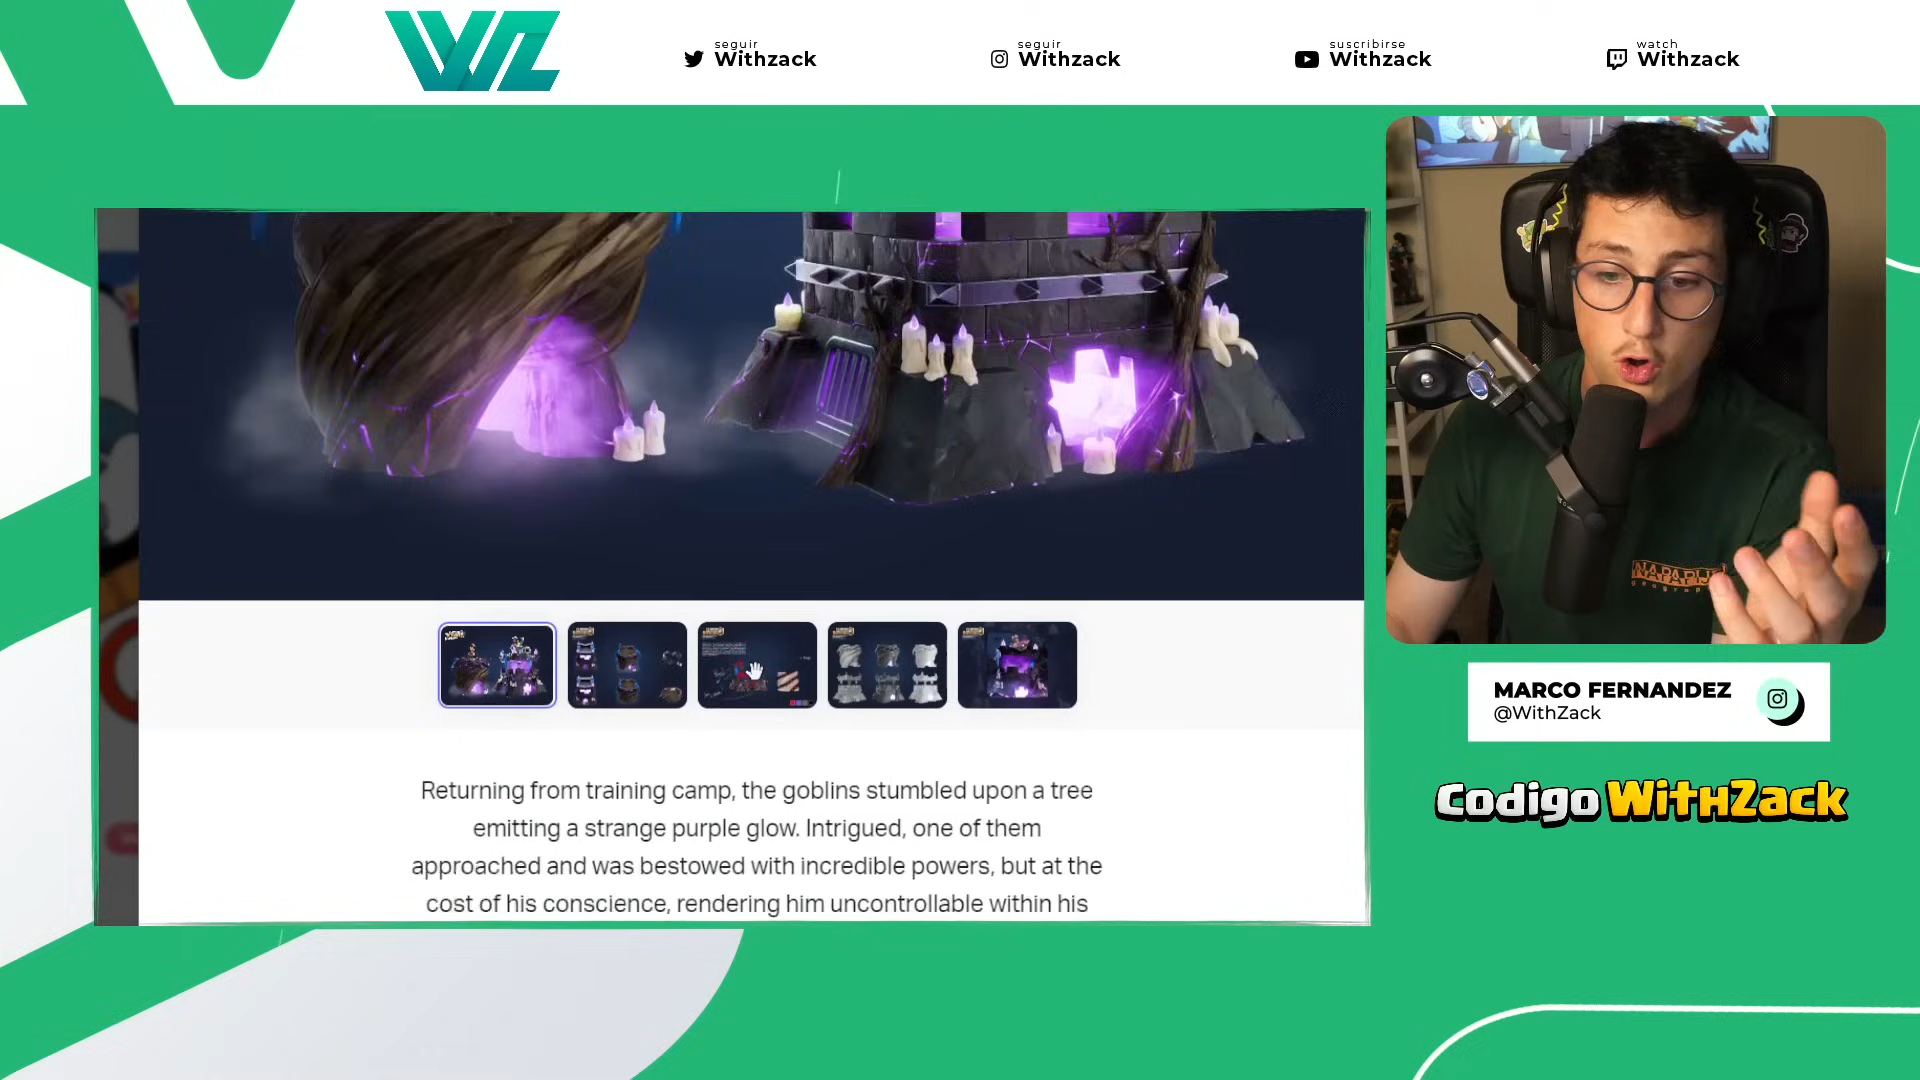 WZ
seguir
Withzack
seguir
Withzack
suscribirse
Withzack
watch
Withzack
NAPAPIJRI
Returning from training camp, the goblins stumbled upon a tree
emitting a strange purple glow. Intrigued, one of them
approached and was bestowed with incredible powers, but at the
cost of his conscience, rendering him uncontrollable within his
MARCO FERNANDEZ
@WithZack
Codigo WithZack